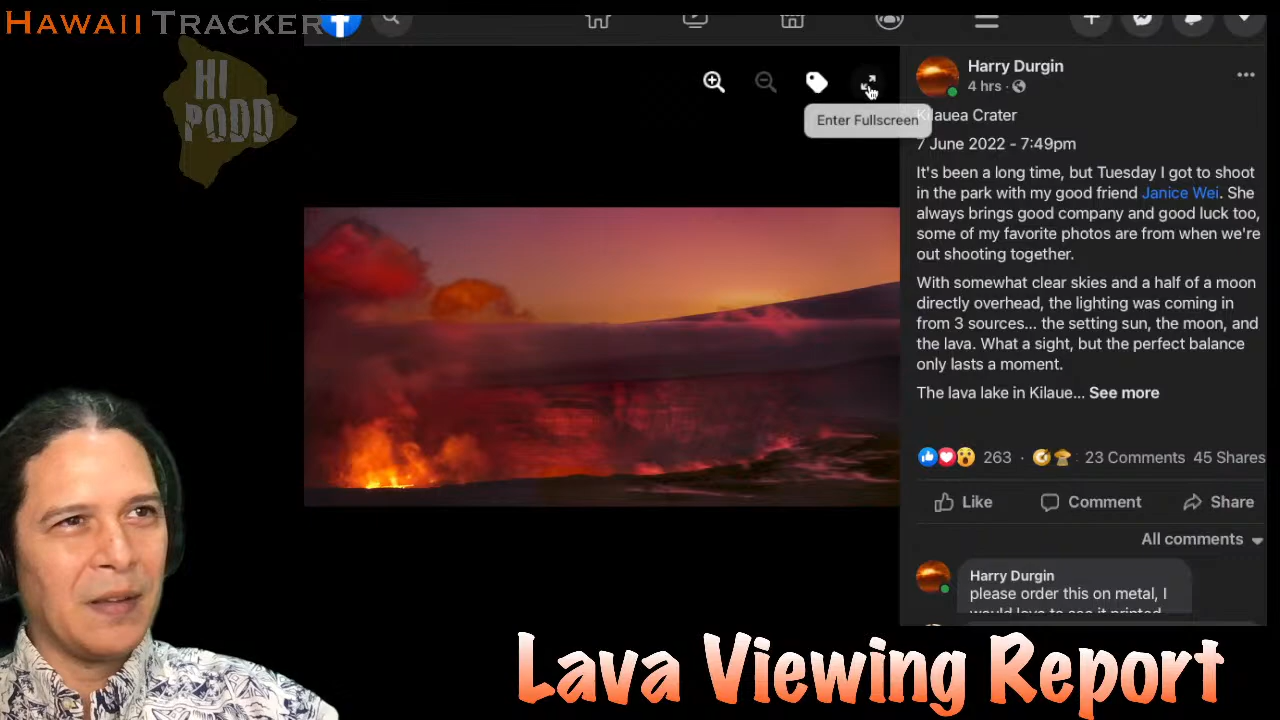 HAWAII TRACKER
HI
PODD
Enter Fullscreen
Harry Durgin
4 hrs ·
Kilauea Crater
7 June 2022 - 7:49pm
It's been a long time, but Tuesday I got to shoot
in the park with my good friend Janice Wei. She
always brings good company and good luck too,
some of my favorite photos are from when we're
out shooting together.
With somewhat clear skies and a half of a moon
directly overhead, the lighting was coming in
from 3 sources... the setting sun, the moon, and
the lava. What a sight, but the perfect balance
only lasts a moment.
The lava lake in Kilaue... See more
263 · 23 Comments 45 Shares
Like Comment Share
All comments
Harry Durgin
please order this on metal, I
would love to see it printed
Lava Viewing Report